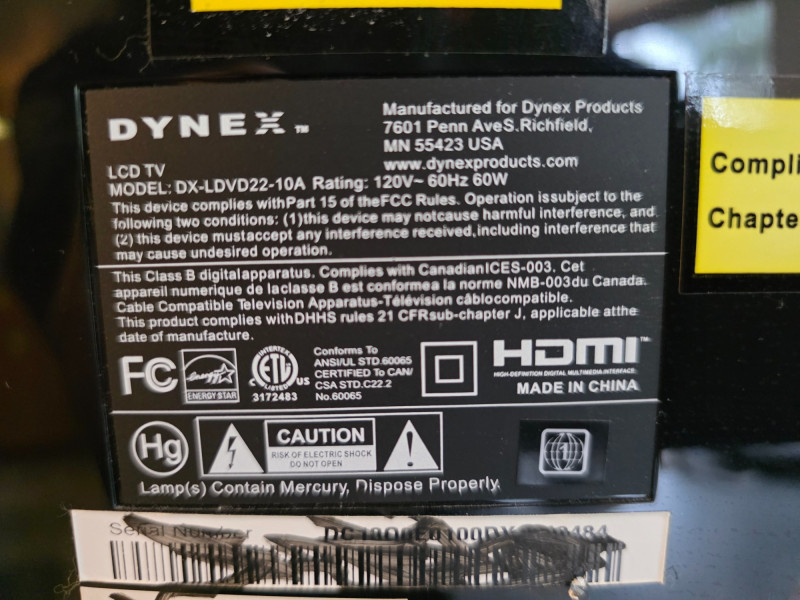 DYNEX™
Manufactured for Dynex Products
7601 Penn AveS.Richfield,
MN 55423 USA
www.dynexproducts.com
LCD TV
MODEL: DX-LDVD22-10A Rating: 120V~ 60Hz 60W
This device complies withPart 15 of theFCC Rules. Operation issubject to the
following two conditions: (1)this device may notcause harmful interference, and
(2) this device mustaccept any interference received,including interference that
may cause undesired operation.
This Class B digitalapparatus. Complies with CanadianICES-003. Cet
appareil numerique de laclasse B est conformea la norme NMB-003du Canada.
Cable Compatible Television Apparatus-Télévision câblocompatible.
This product complies withDHHS rules 21 CFRsub-chapter J, applicable atthe
date of manufacture.
FC
energy
ENERGY STAR
INTERTEK
ETL
LISTED
US
3172483
Conforms To
ANSI/UL STD.60065
CERTIFIED To CAN/
CSA STD.C22.2
No.60065
HDMI™
HIGH-DEFINITION DIGITAL MULTIMEDIA INTERFACE
MADE IN CHINA
Hg
CAUTION
RISK OF ELECTRIC SHOCK
DO NOT OPEN
1
Lamp(s) Contain Mercury, Dispose Properly.
Compli
Chapte
Serial Number